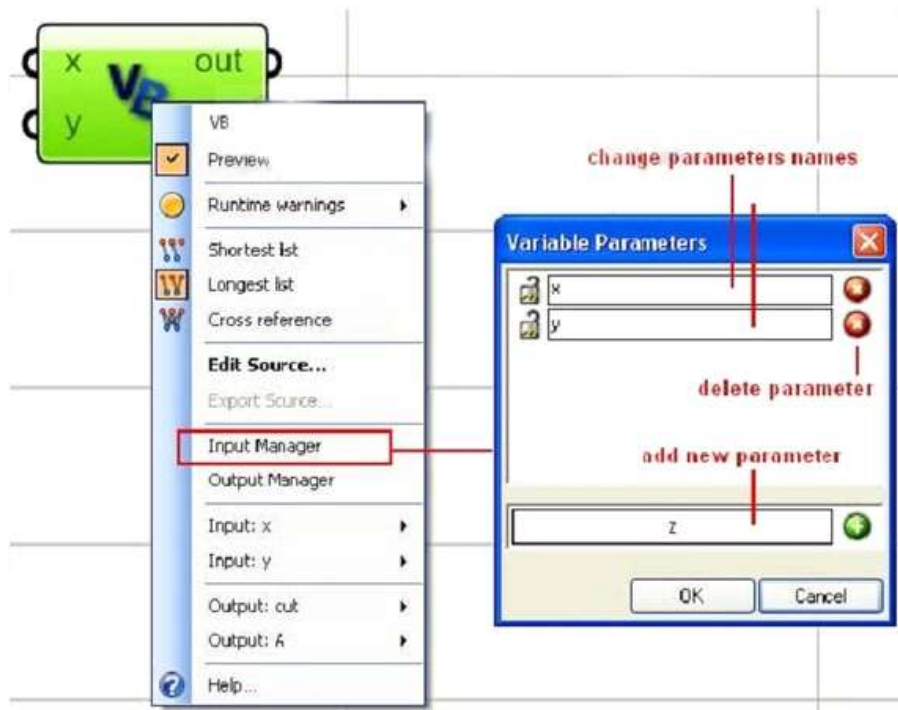 x out
VB
y
VB
Preview
Runtime warnings
Shortest list
Longest list
Cross reference
Edit Source...
Export Source...
Input Manager
Output Manager
Input: x
Input: y
Output: out
Output: A
Help...
change parameters names
Variable Parameters
x
y
delete parameter
add new parameter
z
OK Cancel